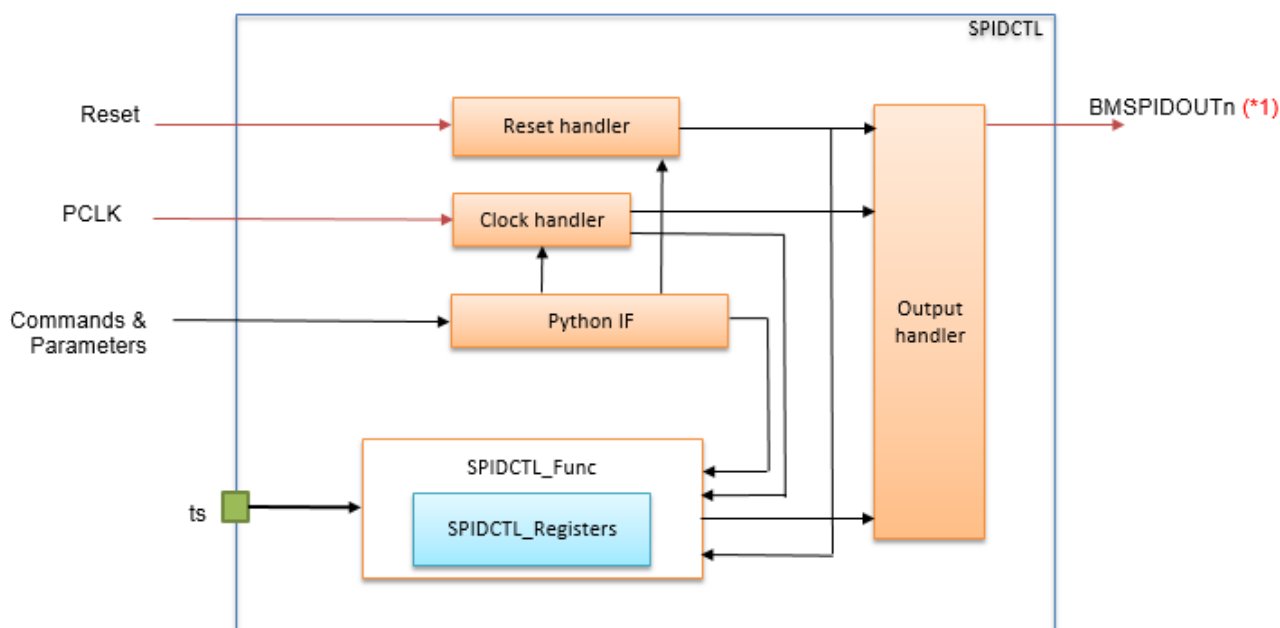 SPIDCTL
Reset
Reset handler
BMSPIDOUTn (*1)
PCLK
Clock handler
Commands &
Parameters
Python IF
Output
handler
SPIDCTL_Func
ts
SPIDCTL_Registers